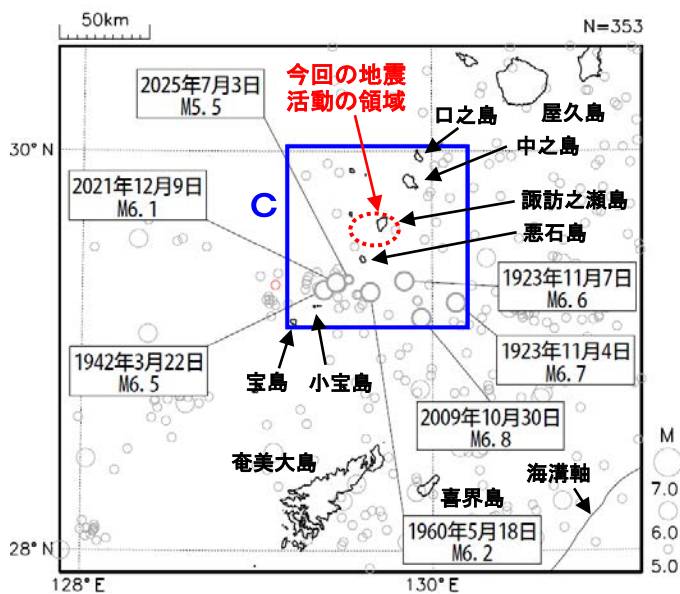 50km
N=353
2025年7月3日
M5.5
今回の地震
活動の領域
口之島
屋久島
30°N
中之島
2021年12月9日
M6.1
C
諏訪之瀬島
悪石島
1923年11月7日
M6.6
1942年3月22日
M6.5
宝島
小宝島
1923年11月4日
M6.7
2009年10月30日
M6.8
奄美大島
喜界島
海溝軸
M
7.0
6.0
5.0
1960年5月18日
M6.2
28°N
128°E
130°E